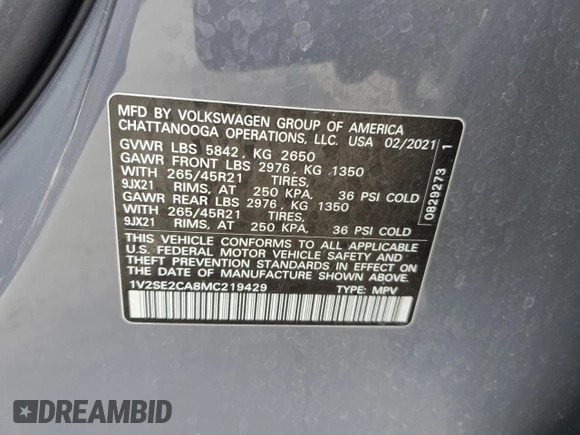 MFD BY VOLKSWAGEN GROUP OF AMERICA
CHATTANOOGA OPERATIONS, LLC. USA 02/2021
GVWR LBS 5842, KG 2650
GAWR FRONT LBS 2976, KG 1350
WITH 265/45R21 TIRES,
9JX21 RIMS, AT 250 KPA, 36 PSI COLD
GAWR REAR LBS 2976, KG 1350
WITH 265/45R21 TIRES,
9JX21 RIMS, AT 250 KPA, 36 PSI COLD
THIS VEHICLE CONFORMS TO ALL APPLICABLE
U.S. FEDERAL MOTOR VEHICLE SAFETY AND
THEFT PREVENTION STANDARDS IN EFFECT ON
THE DATE OF MANUFACTURE SHOWN ABOVE.
1V2SE2CA8MC219429 TYPE: MPV
0829273 1
DREAMBID